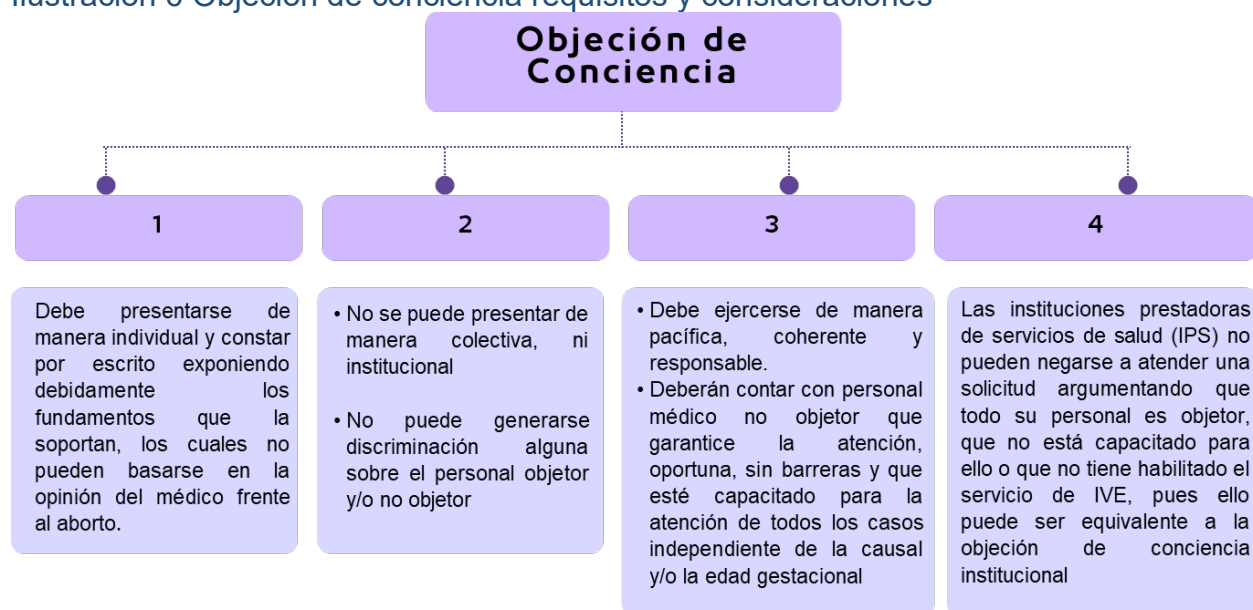 Ilustración 6 Objeción de conciencia requisitos y consideraciones
Objeción de
Conciencia
1
Debe presentarse de
manera individual y constar
por escrito exponiendo
debidamente los
fundamentos que la
soportan, los cuales no
pueden basarse en la
opinión del médico frente
al aborto.
2
• No se puede presentar de
manera colectiva, ni
institucional
• No puede generarse
discriminación alguna
sobre el personal objetor
y/o no objetor
3
• Debe ejercerse de manera
pacífica, coherente y
responsable.
• Deberán contar con personal
médico no objetor que
garantice la atención,
oportuna, sin barreras y que
esté capacitado para la
atención de todos los casos
independiente de la causal
y/o la edad gestacional
4
Las instituciones prestadoras
de servicios de salud (IPS) no
pueden negarse a atender una
solicitud argumentando que
todo su personal es objetor,
que no está capacitado para
ello o que no tiene habilitado el
servicio de IVE, pues ello
puede ser equivalente a la
objeción de conciencia
institucional